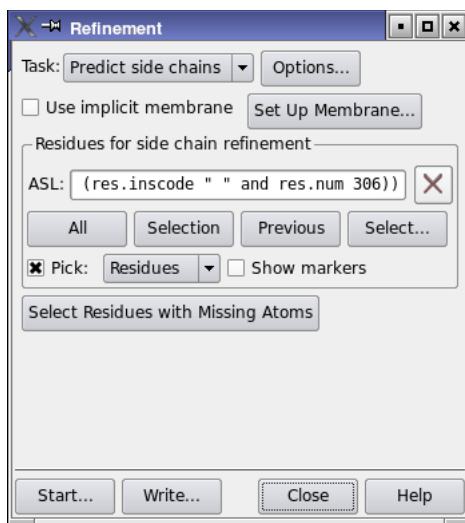 Refinement
Task: Predict side chains Options...
Use implicit membrane Set Up Membrane...
Residues for side chain refinement
ASL: (res.inscode " " and res.num 306))
All Selection Previous Select...
Pick: Residues Show markers
Select Residues with Missing Atoms
Start... Write... Close Help